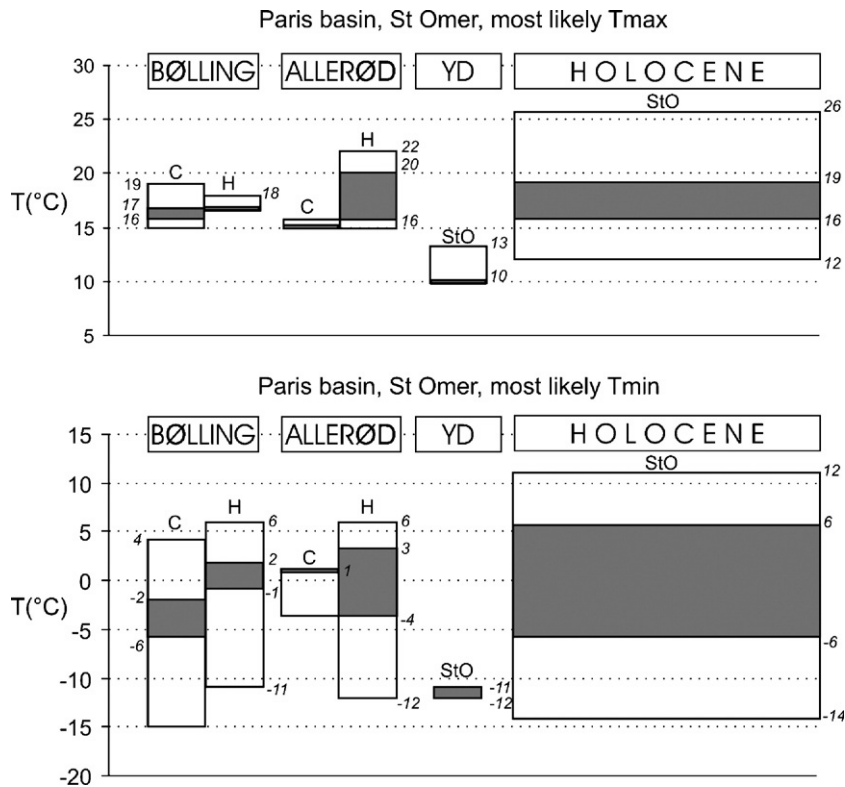 Paris basin, St Omer, most likely Tmax
BØLLING ALLERØD YD HOLOCENE
30
StO
26
25
H
22
C
20
20
19
H
18
19
T(°C)
17
16
C
16
16
15
StO
13
12
10
10
5
Paris basin, St Omer, most likely Tmin
15
BØLLING ALLERØD YD HOLOCENE
StO
12
10
C
H
6
H
6
6
5
4
C
3
2
1
0
T(°C)
-2
-1
-4
-5
-6
-6
StO
-10
-11
-11
-12
-12
-14
-15
-20